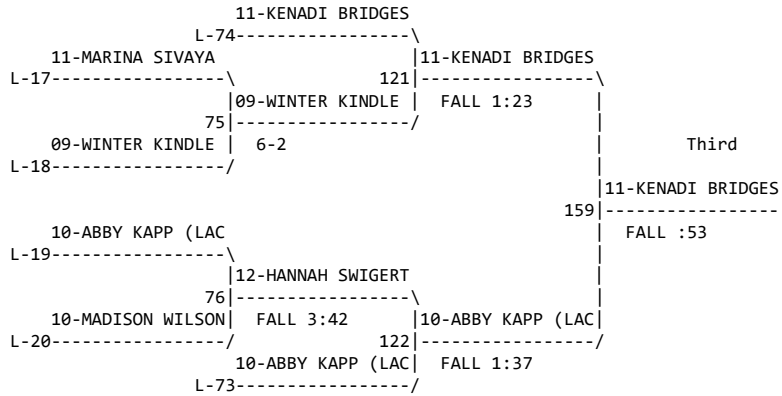 11-KENADI BRIDGES
L-74-----------------\
11-MARINA SIVAYA |11-KENADI BRIDGES
L-17-----------------\ 121|-----------------\
|09-WINTER KINDLE | FALL 1:23 |
75|-----------------/ |
09-WINTER KINDLE | 6-2 | Third
L-18-----------------/ |
|11-KENADI BRIDGES
159|-----------------
10-ABBY KAPP (LAC | FALL :53
L-19-----------------\ |
|12-HANNAH SWIGERT |
76|-----------------\ |
10-MADISON WILSON| FALL 3:42 |10-ABBY KAPP (LAC|
L-20-----------------/ 122|-----------------/
10-ABBY KAPP (LAC| FALL 1:37
L-73-----------------/